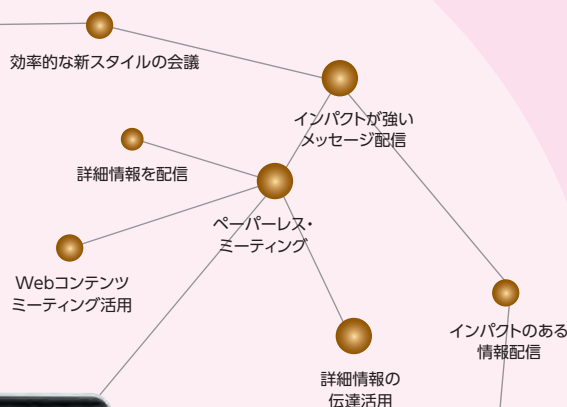 効率的な新スタイルの会議
インパクトが強い
メッセージ配信
詳細情報を配信
ペーパーレス・
ミーティング
Webコンテンツ
ミーティング活用
インパクトのある
情報配信
詳細情報の
伝達活用